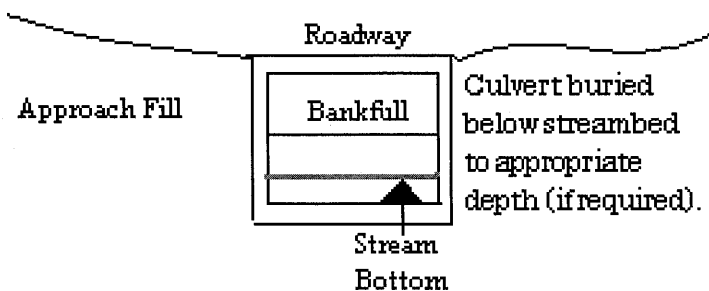 Roadway
Approach Fill
Bankfull
Culvert buried
below streambed
to appropriate
depth (if required).
Stream
Bottom